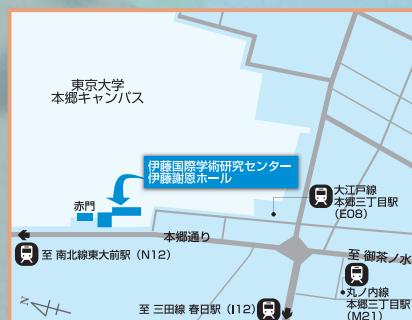 東京大学
本郷キャンパス
伊藤国際学術研究センター
伊藤謝恩ホール
赤門
大江戸線
本郷三丁目駅
(E08)
本郷通り
至 南北線東大前駅（N12）
至 御茶ノ水
丸ノ内線
本郷三丁目駅
(M21)
至 三田線 春日駅（I12）
N